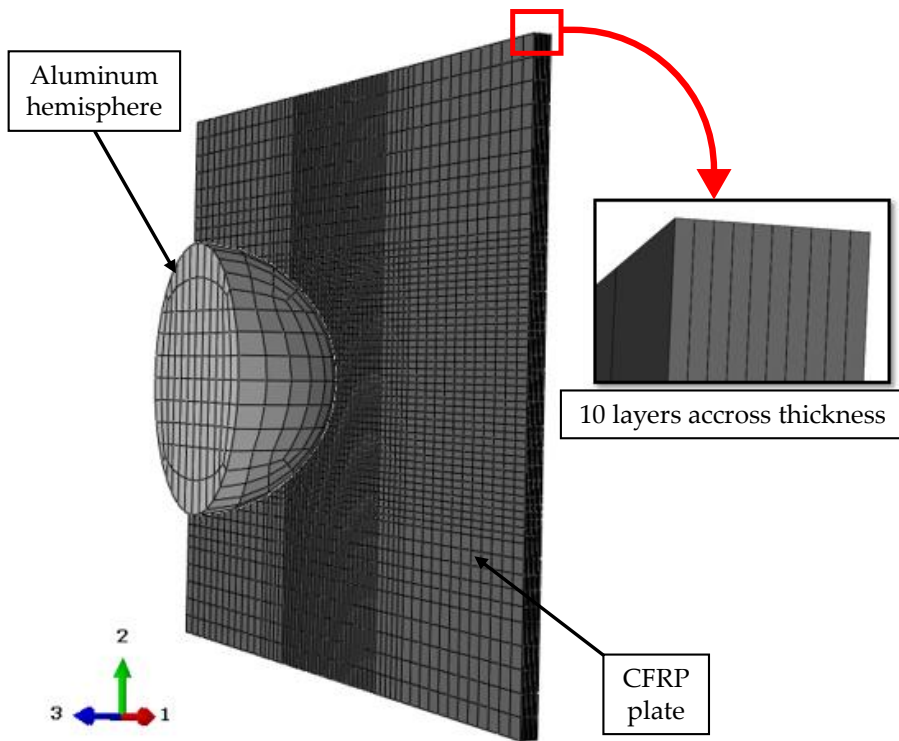 Aluminum
hemisphere
10 layers accross thickness
CFRP
plate
2
3
1